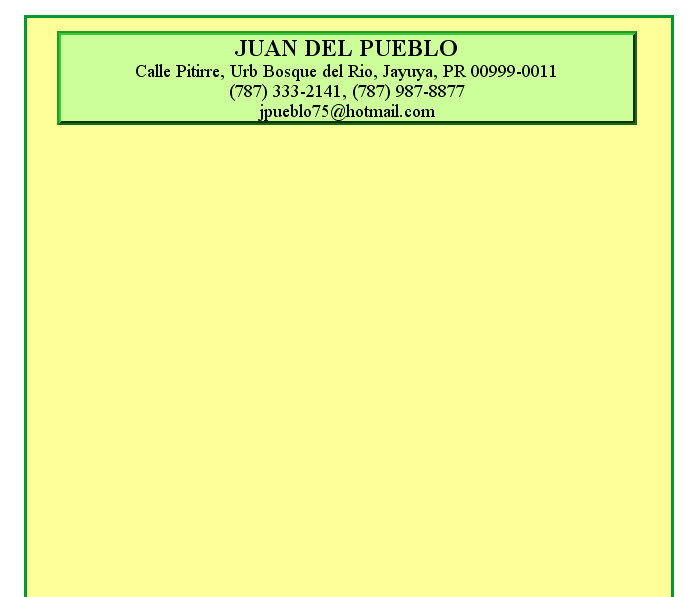 JUAN DEL PUEBLO
Calle Pitirre, Urb Bosque del Rio, Jayuya, PR 00999-0011
(787) 333-2141, (787) 987-8877
jpueblo75@hotmail.com